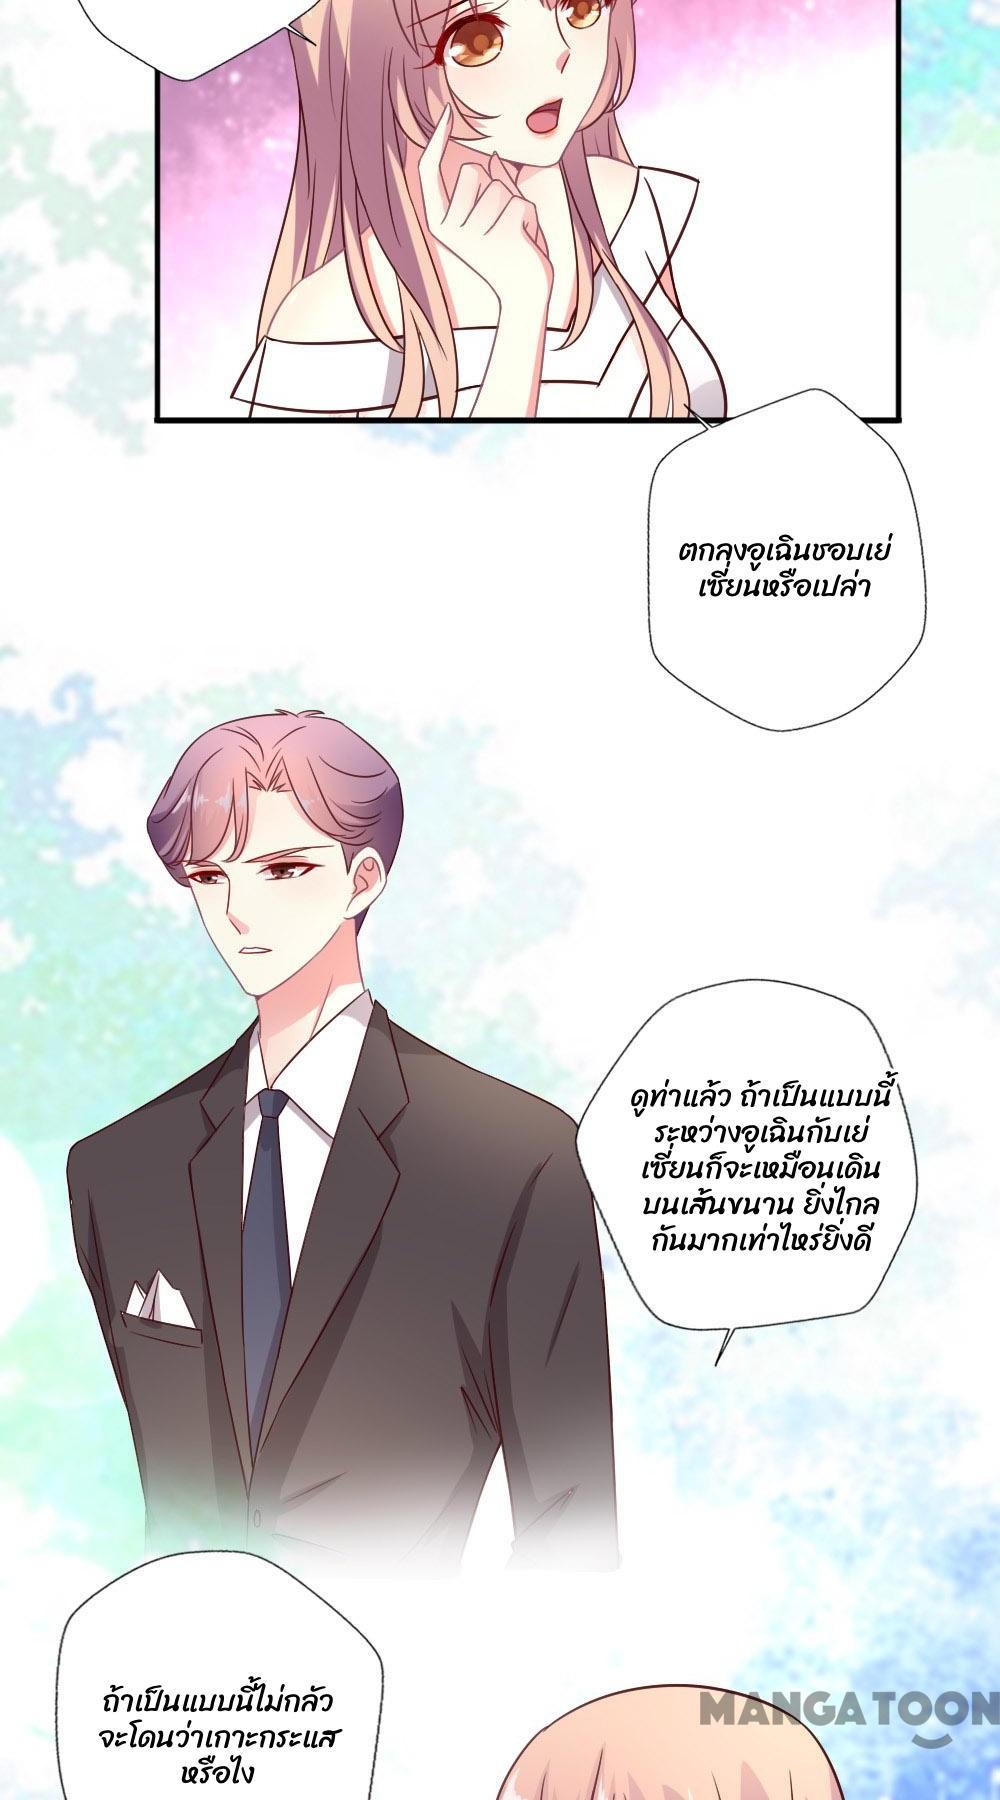 ตกลงอูเฉินชอบเย่
เซี่ยนหรือเปล่า
ดูท่าแล้ว ถ้าเป็นแบบนี้
ระหว่างอูเฉินกับเย่
เซี่ยนก็จะเหมือนเดิน
บนเส้นขนาน ยิ่งไกล
กันมากเท่าไหร่ยิ่งดี
MANGATOON
ถ้าเป็นแบบนี้ไม่กลัว
จะโดนว่าเกาะกระแส
หรือไง